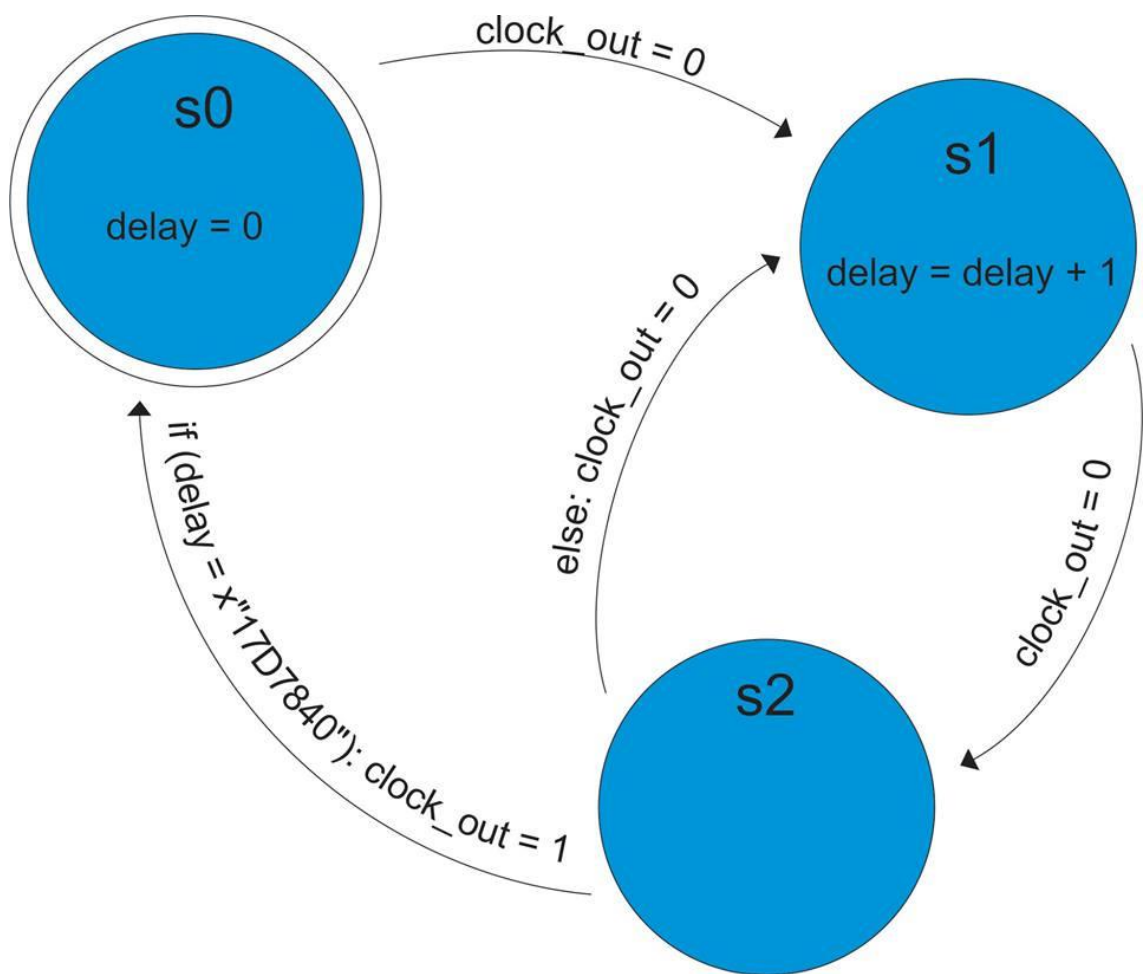 clock_out = 0
s0
delay = 0
s1
delay = delay + 1
else: clock_out = 0
clock_out = 0
if (delay = x"17D7840"): clock_out = 1
s2